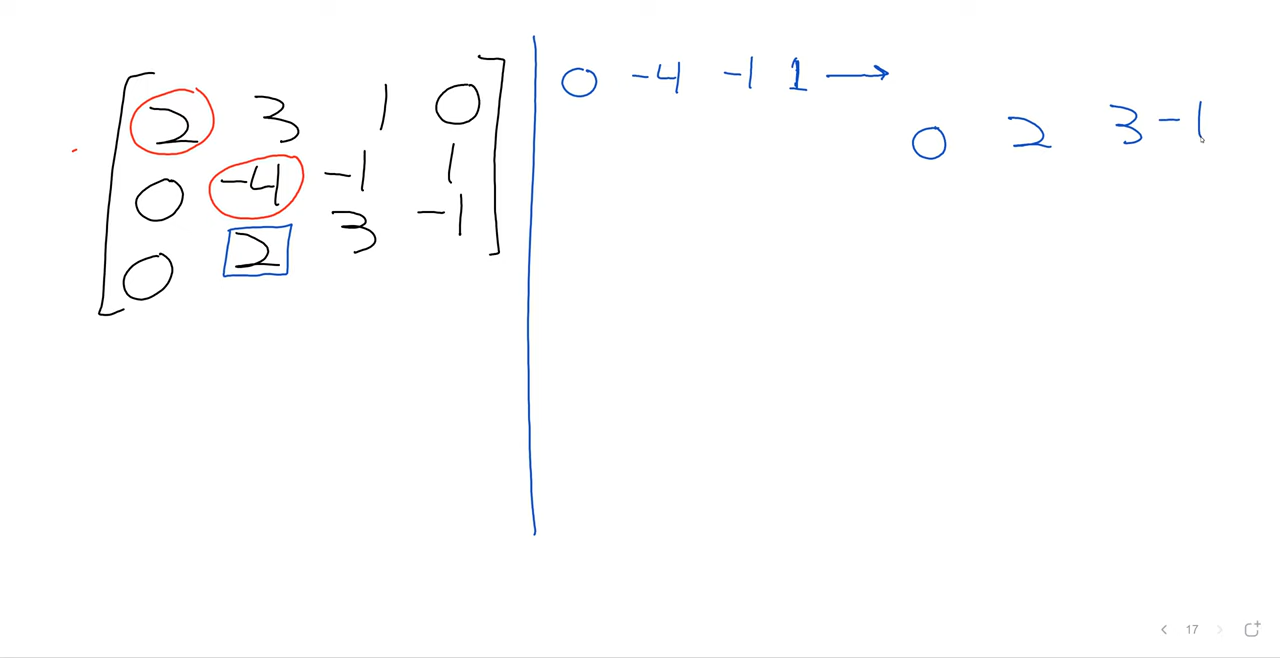 2 3 1 0
0 -4 -1 1
0 2 3 -1
0 -4 -1 1 →
0 2 3 -1
17